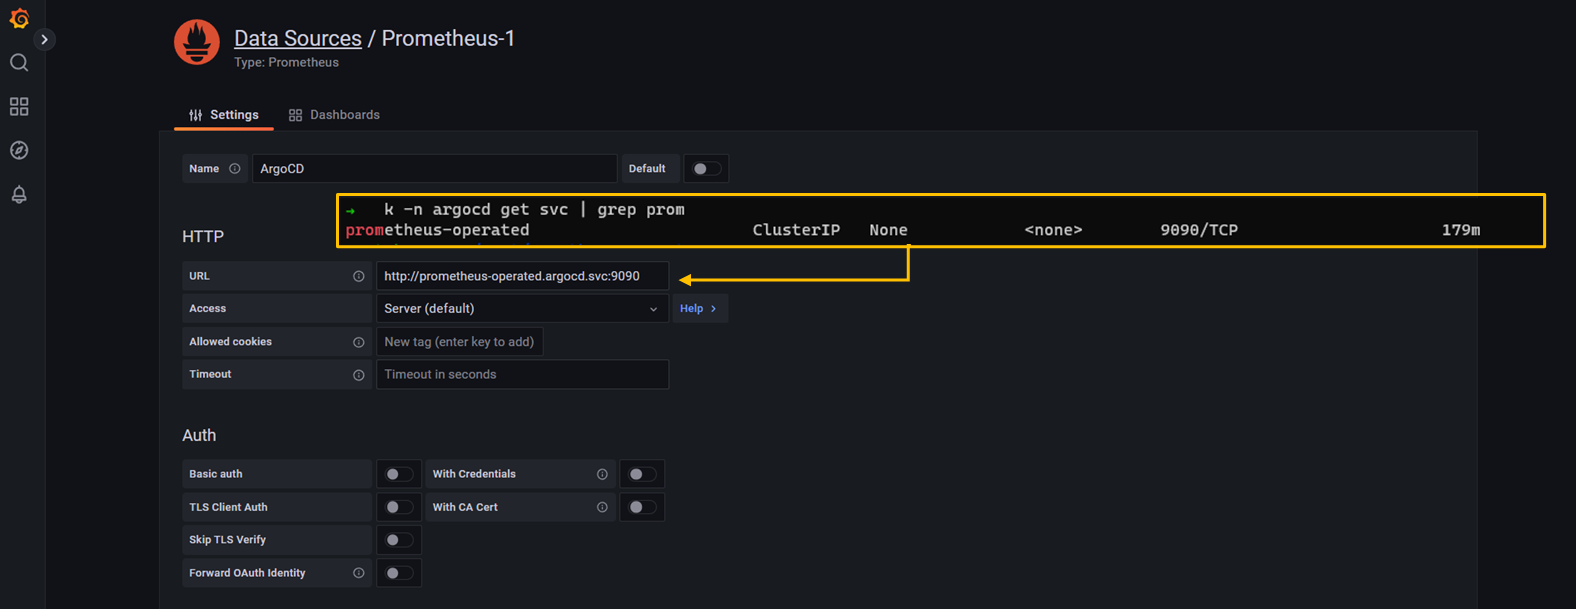 Data Sources / Prometheus-1
Type: Prometheus
Settings
Dashboards
Name
ArgoCD
Default
→ k -n argocd get svc | grep prom
prometheus-operated ClusterIP None <none> 9090/TCP 179m
HTTP
URL
http://prometheus-operated.argocd.svc:9090
Access
Server (default)
Help
Allowed cookies
New tag (enter key to add)
Timeout
Timeout in seconds
Auth
Basic auth
With Credentials
TLS Client Auth
With CA Cert
Skip TLS Verify
Forward OAuth Identity